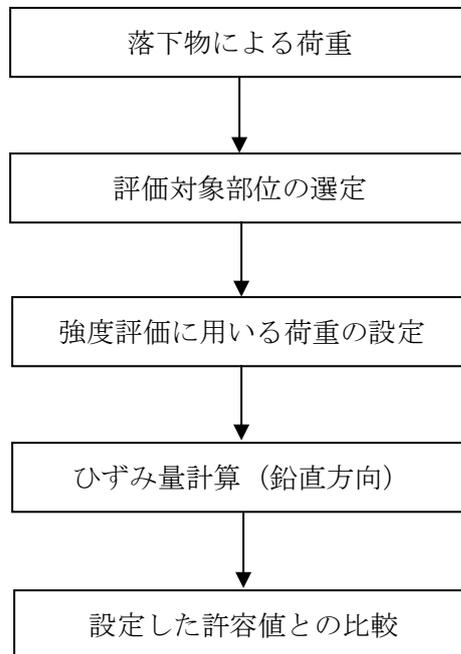 落下物による荷重
評価対象部位の選定
強度評価に用いる荷重の設定
ひずみ量計算（鉛直方向）
設定した許容値との比較